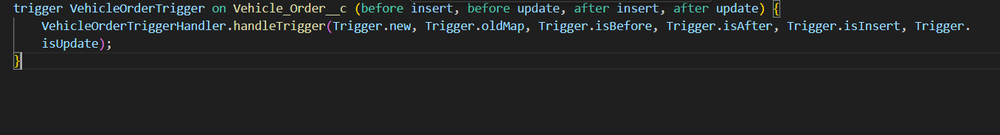 trigger VehicleOrderTrigger on Vehicle_Order__c (before insert, before update, after insert, after update) {
VehicleOrderTriggerHandler.handleTrigger(Trigger.new, Trigger.oldMap, Trigger.isBefore, Trigger.isAfter, Trigger.isInsert, Trigger.
isUpdate);
}